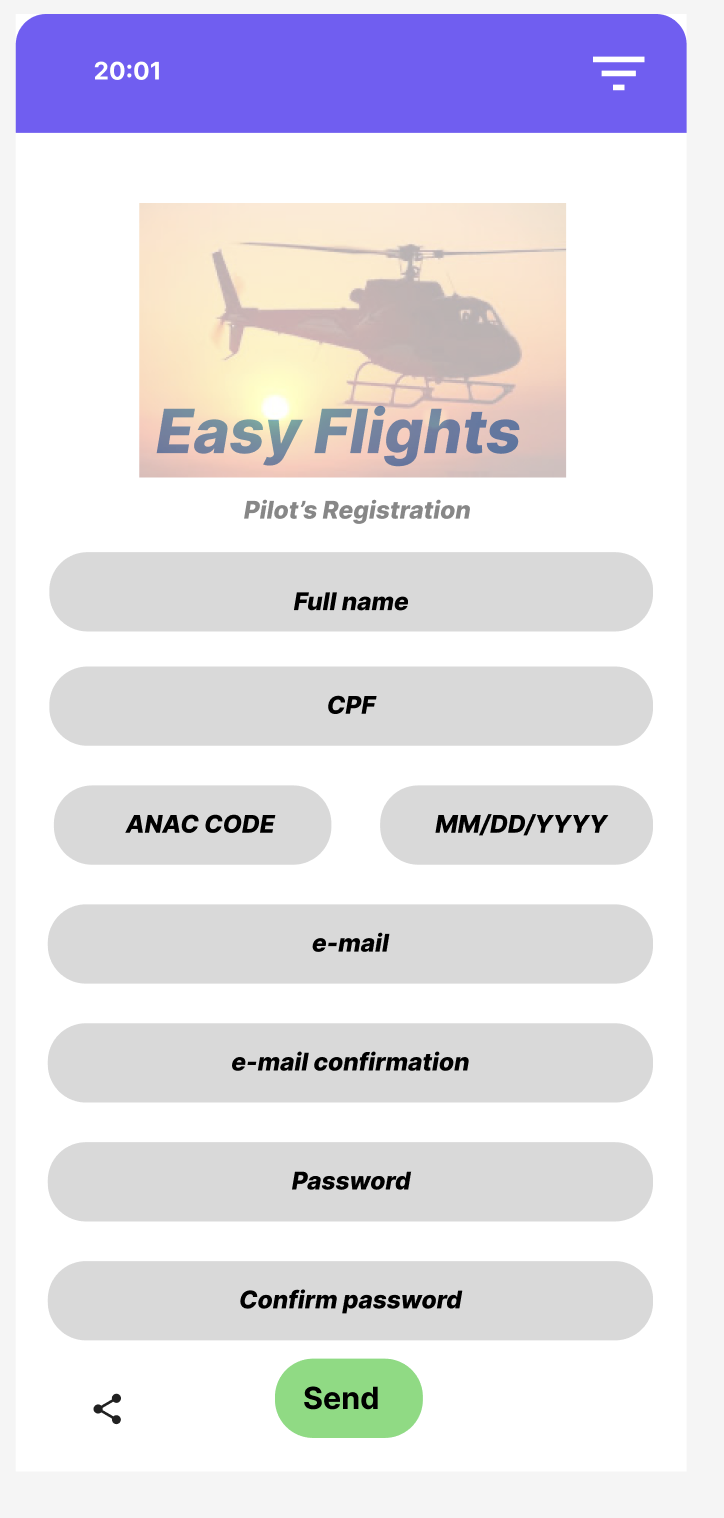 20:01
Easy Flights
Pilot’s Registration
Full name
CPF
ANAC CODE
MM/DD/YYYY
e-mail
e-mail confirmation
Password
Confirm password
Send